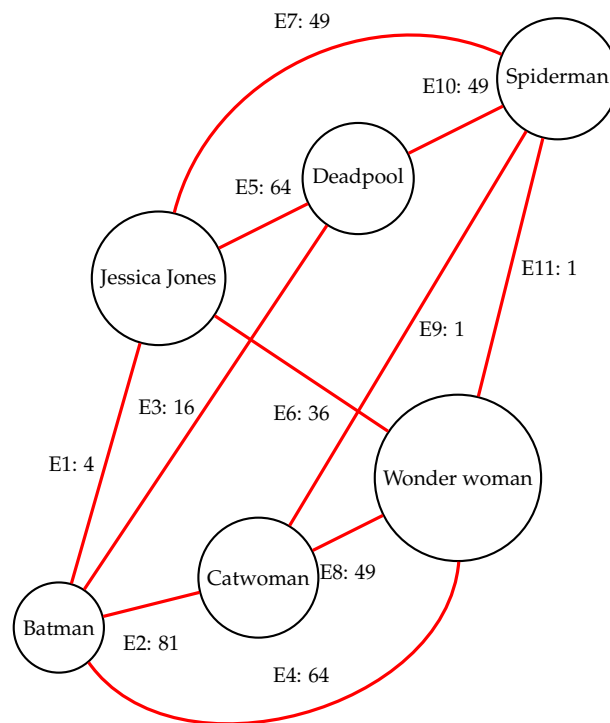 E7: 49
Spiderman
E10: 49
Deadpool
E5: 64
Jessica Jones
E11: 1
E9: 1
E3: 16
E6: 36
E1: 4
Wonder woman
Catwoman
E8: 49
Batman
E2: 81
E4: 64